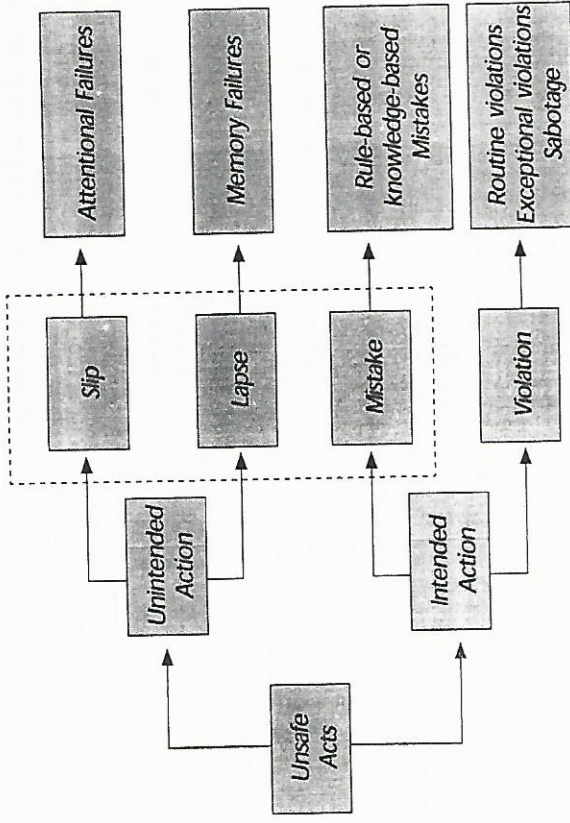 Unsafe
Acts
Unintended
Action
Intended
Action
Slip
Lapse
Mistake
Violation
Attentional Failures
Memory Failures
Rule-based or
knowledge-based
Mistakes
Routine violations
Exceptional violations
Sabotage